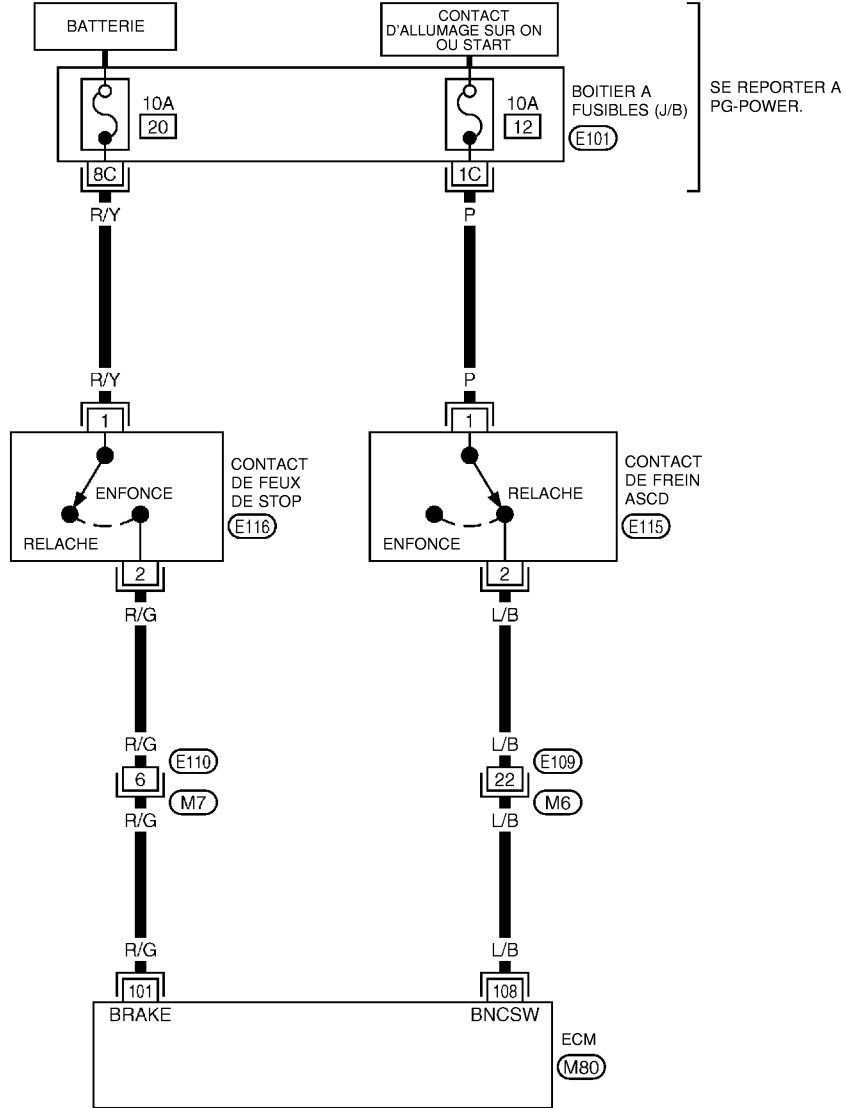 BATTERIE
CONTACT
D'ALLUMAGE SUR ON
OU START
10A
20
10A
12
BOITIER A
FUSIBLES (J/B)
E101
SE REPORTER A
PG-POWER.
8C
1C
R/Y
P
R/Y
P
1
1
ENFONCE
RELACHE
CONTACT
DE FEUX
DE STOP
E116
RELACHE
ENFONCE
CONTACT
DE FREIN
ASCD
E115
2
2
R/G
L/B
R/G
L/B
E110
6
M7
E109
22
M6
R/G
L/B
R/G
L/B
101
108
BRAKE
BNCSW
ECM
M80